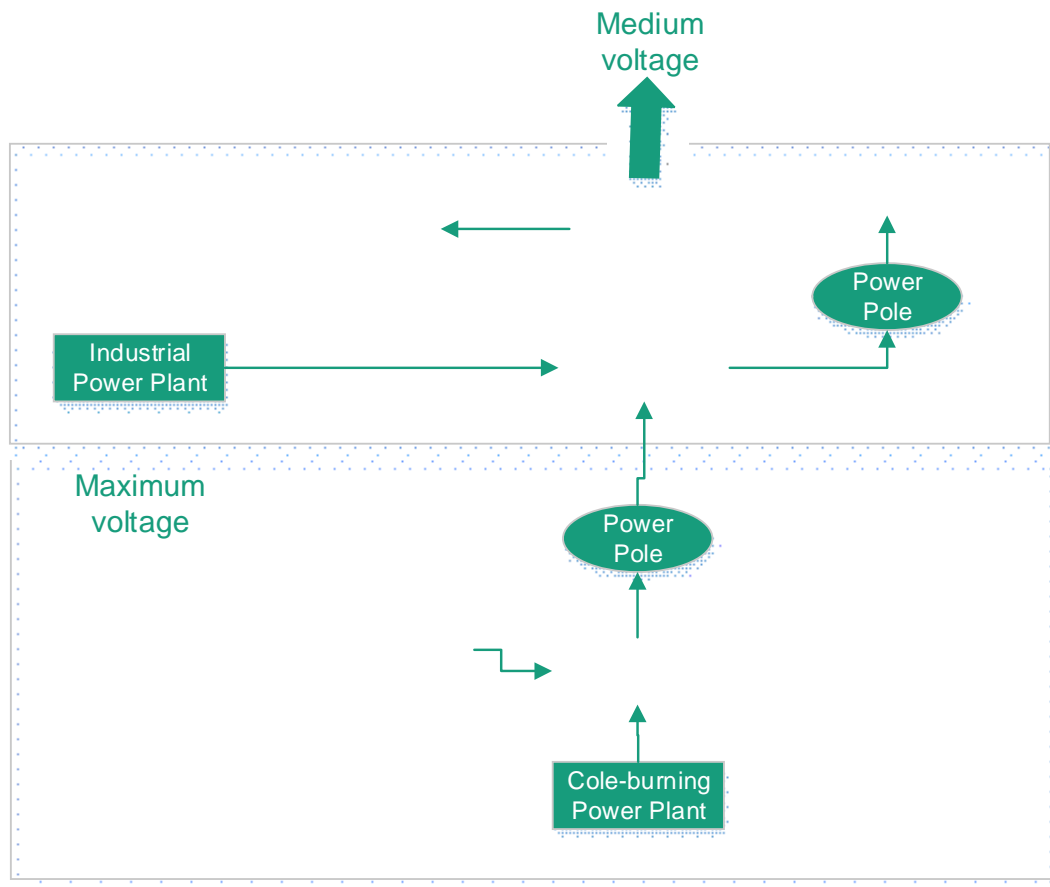 Medium
voltage
Power
Pole
Industrial
Power Plant
Maximum
voltage
Power
Pole
Cole-burning
Power Plant